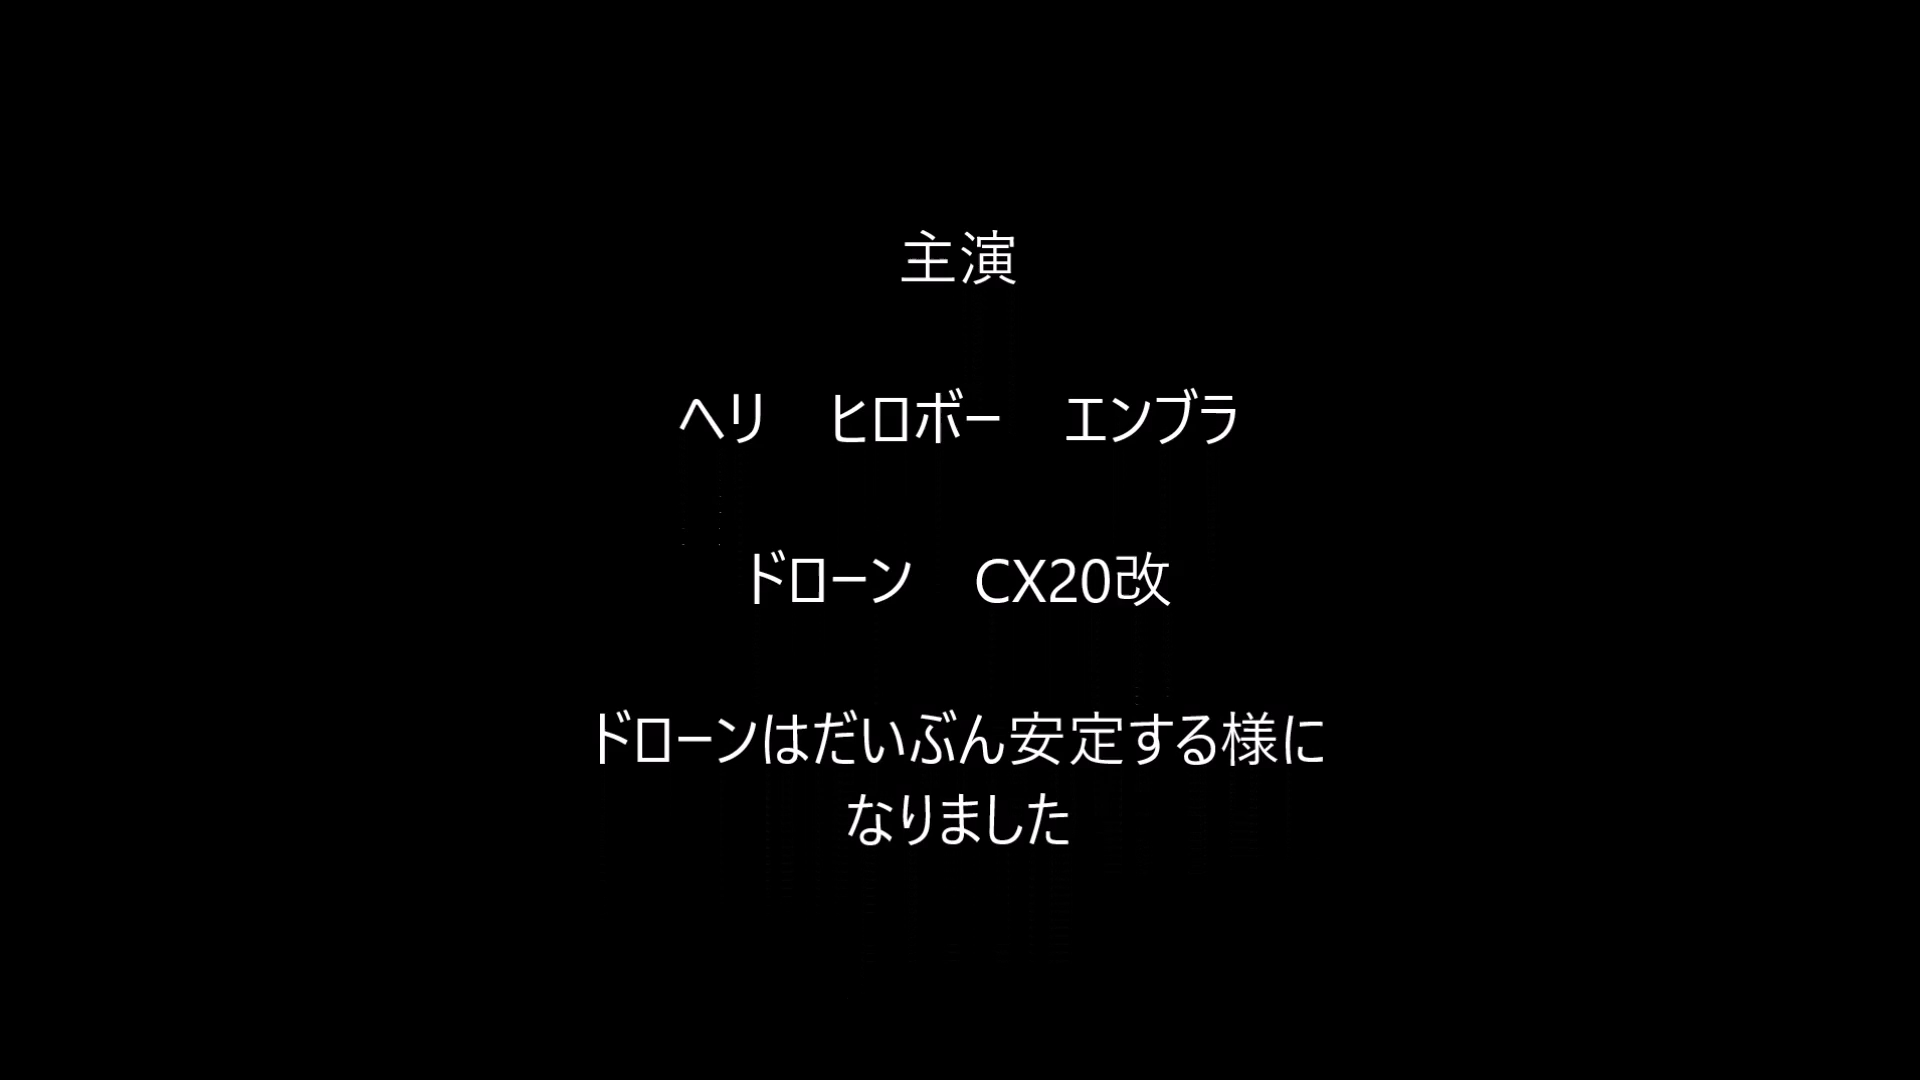 主演
ヘリ　ヒロボー　エンブラ
ドローン　CX20改
ドローンはだいぶん安定する様に
なりました